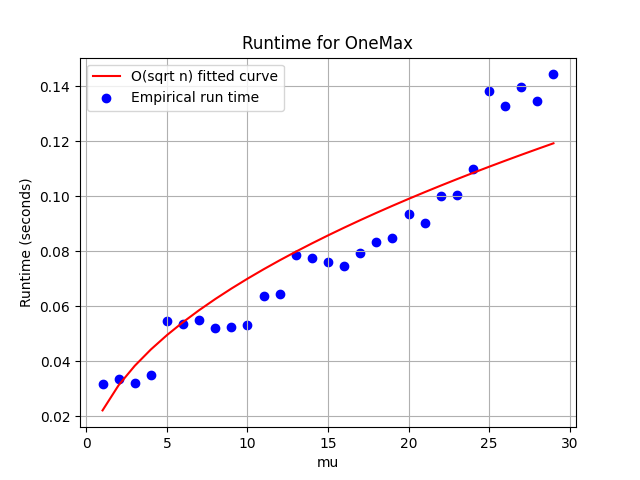 Runtime for OneMax
O(sqrt n) fitted curve
Empirical run time
Runtime (seconds)
0.14
0.12
0.10
0.08
0.06
0.04
0.02
0 5 10 15 20 25 30
mu